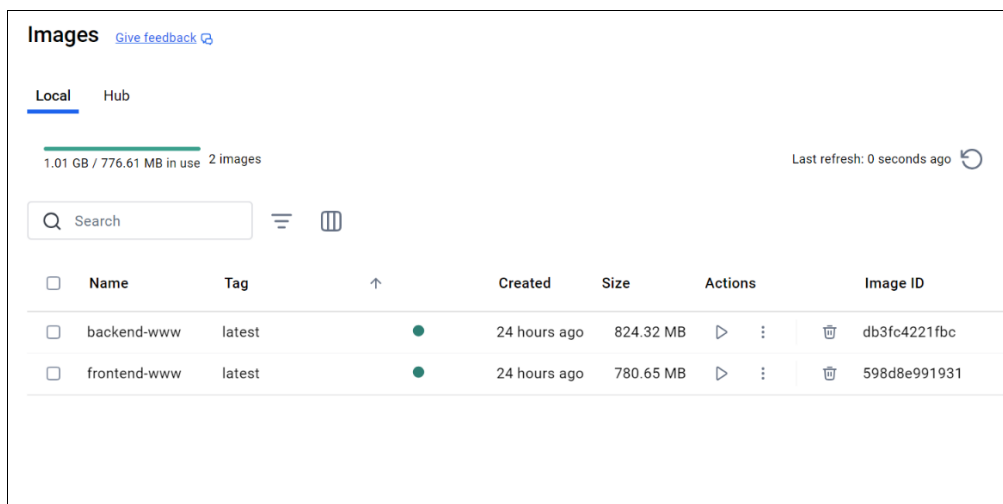 Images Give feedback
Local Hub
1.01 GB / 776.61 MB in use 2 images Last refresh: 0 seconds ago
Search
Name Tag Created Size Actions Image ID
backend-www latest 24 hours ago 824.32 MB db3fc4221fbc
frontend-www latest 24 hours ago 780.65 MB 598d8e991931